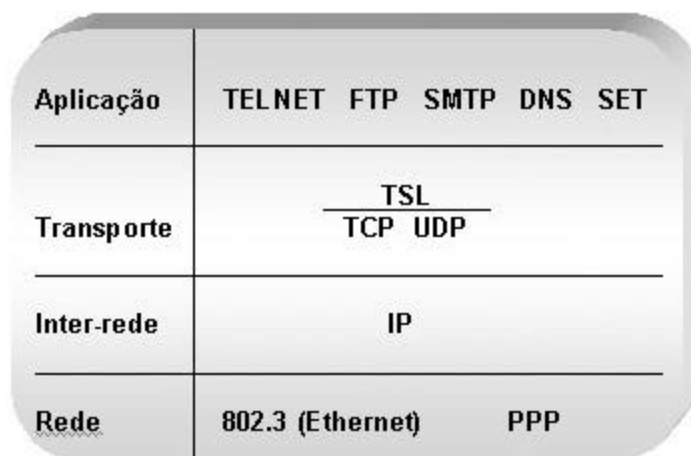 Aplicação TELNET FTP SMTP DNS SET
TSL
Transporte TCP UDP
Inter-rede IP
Rede 802.3 (Ethernet) PPP